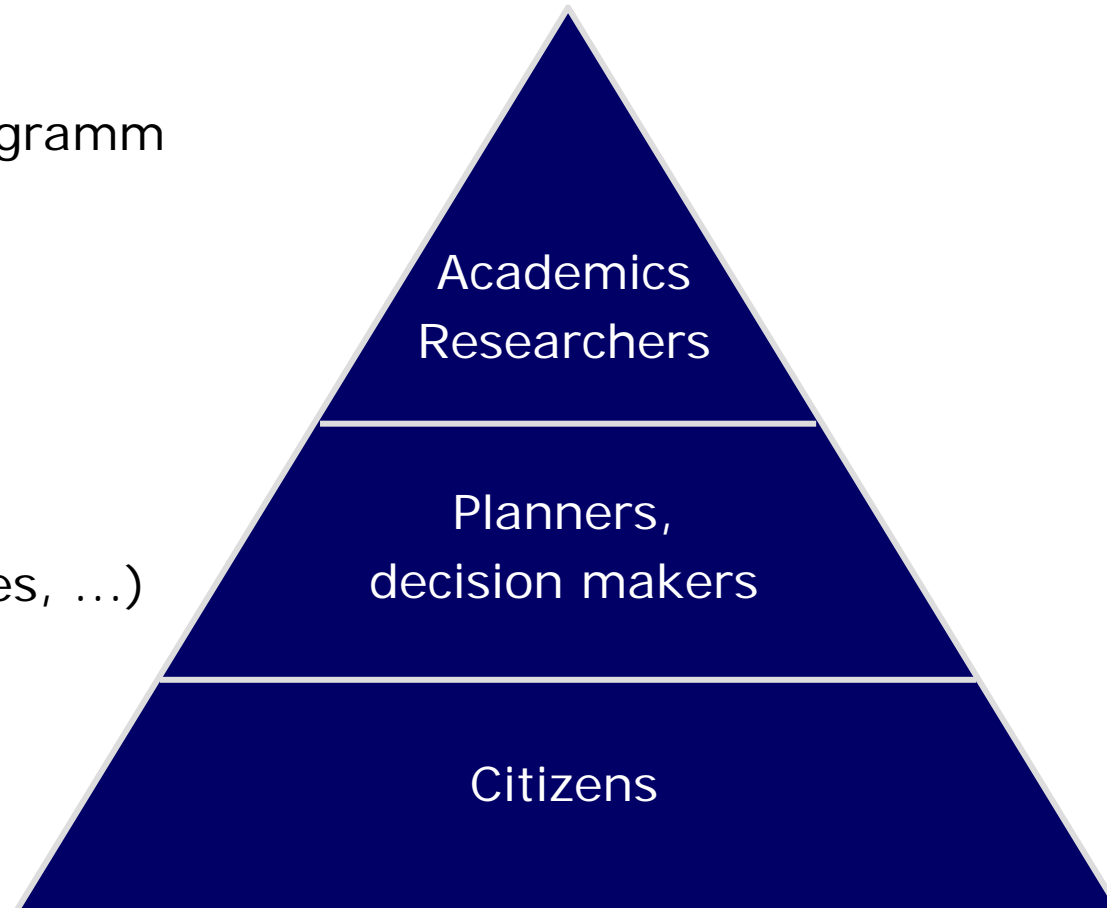 gramm
Academics
Researchers
Planners,
decision makers
es, ...)
Citizens